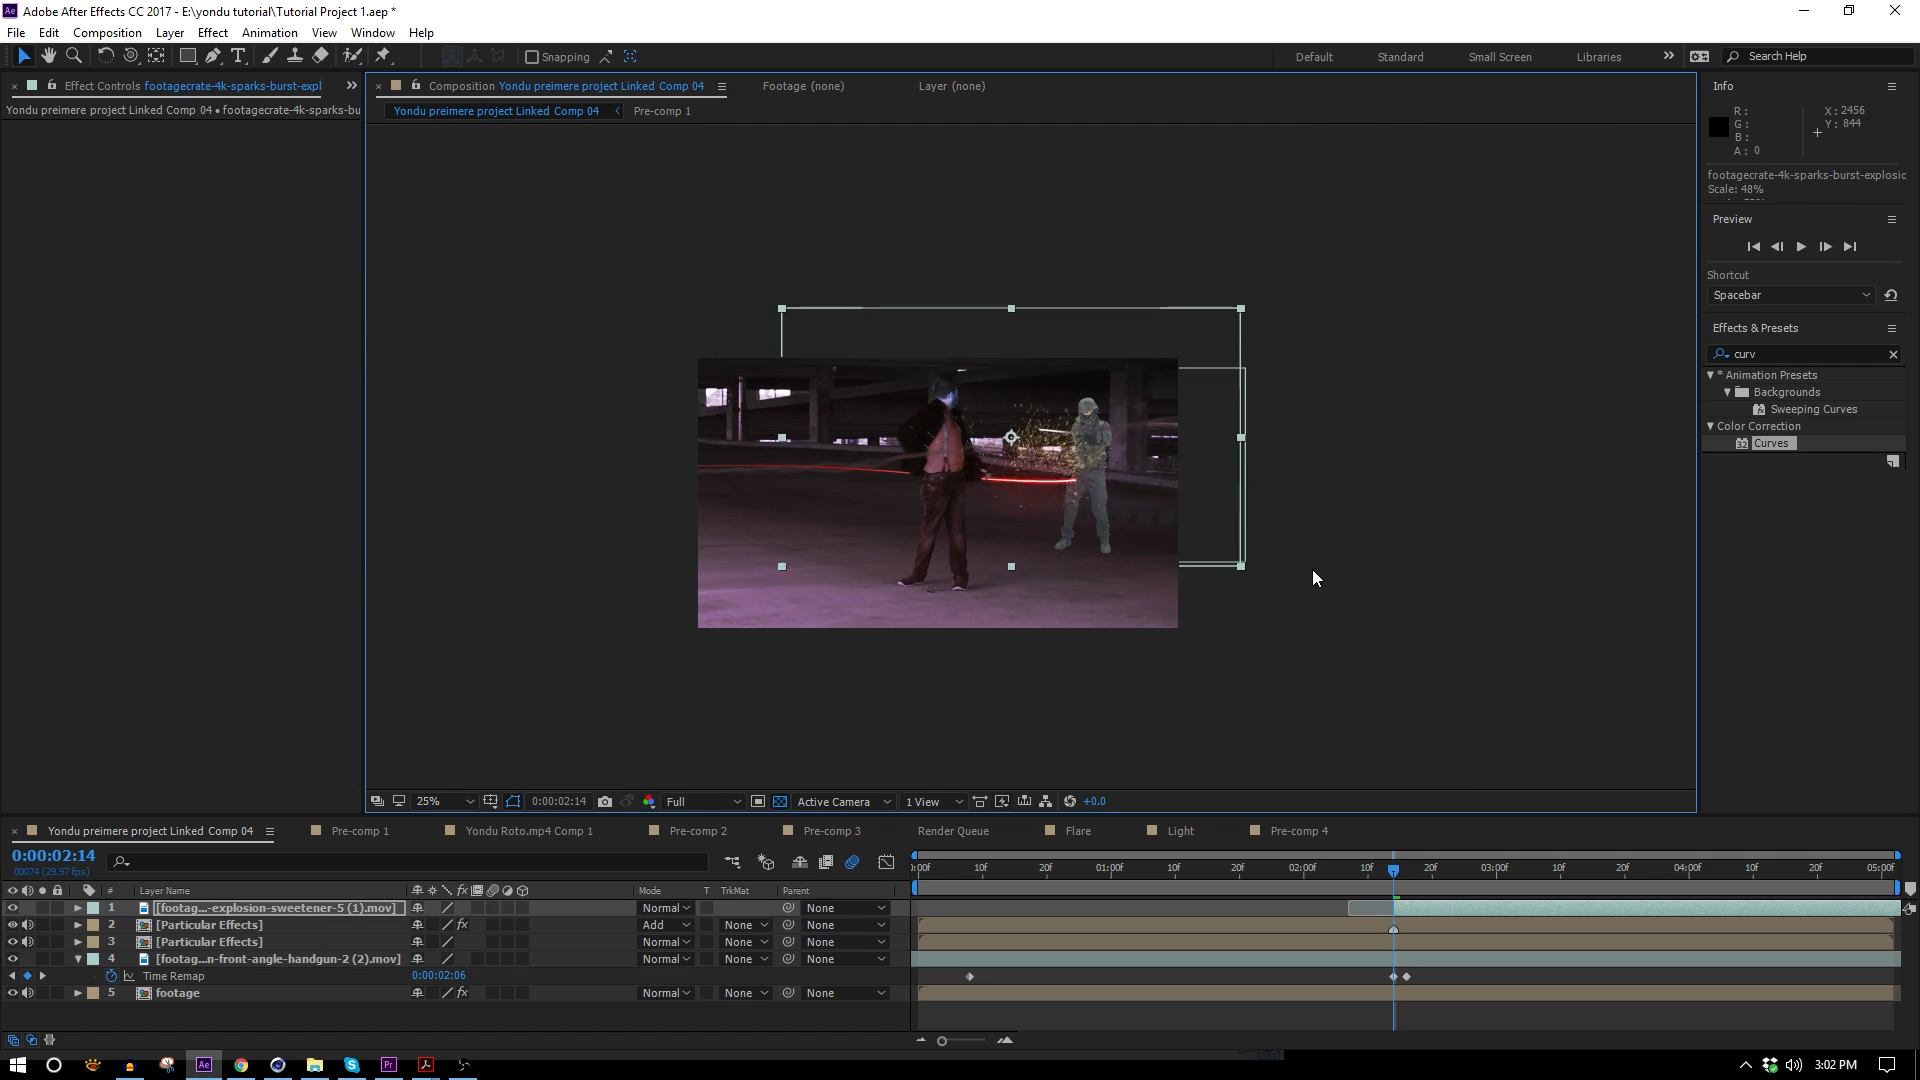 Ae Adobe After Effects CC 2017 - E:\yondu tutorial\Tutorial Project 1.aep *
File Edit Composition Layer Effect Animation View Window Help
Snapping Default Standard Small Screen Libraries Search Help
Effect Controls footagecrate-4k-sparks-burst-expl
Composition Yondu preimere project Linked Comp 04 Footage (none) Layer (none) Info
Yondu preimere project Linked Comp 04 • footagecrate-4k-sparks-bu Yondu preimere project Linked Comp 04 Pre-comp 1
R: X: 2456
G: Y: 844
B:
A: 0
footagecrate-4k-sparks-burst-explosic
Scale: 48%
Preview
Shortcut
Spacebar
Effects & Presets
curv
* Animation Presets
Backgrounds
Sweeping Curves
Color Correction
32 Curves
25% 0:00:02:14 Full Active Camera 1 View +0.0
Yondu preimere project Linked Comp 04 Pre-comp 1 Yondu Roto.mp4 Comp 1 Pre-comp 2 Pre-comp 3 Render Queue Flare Light Pre-comp 4
0:00:02:14
00074 (29.97 fps)
:00f 10f 20f 01:00f 10f 20f 02:00f 10f 20f 03:00f 10f 20f 04:00f 10f 20f 05:00f
# Layer Name fx Mode T TrkMat Parent
1 [footag...-explosion-sweetener-5 (1).mov] Normal None
2 [Particular Effects] fx Add None None
3 [Particular Effects] Normal None None
4 [footag...n-front-angle-handgun-2 (2).mov] Normal None None
Time Remap 0:00:02:06
5 footage fx Normal None None
Ae Pr 3:02 PM